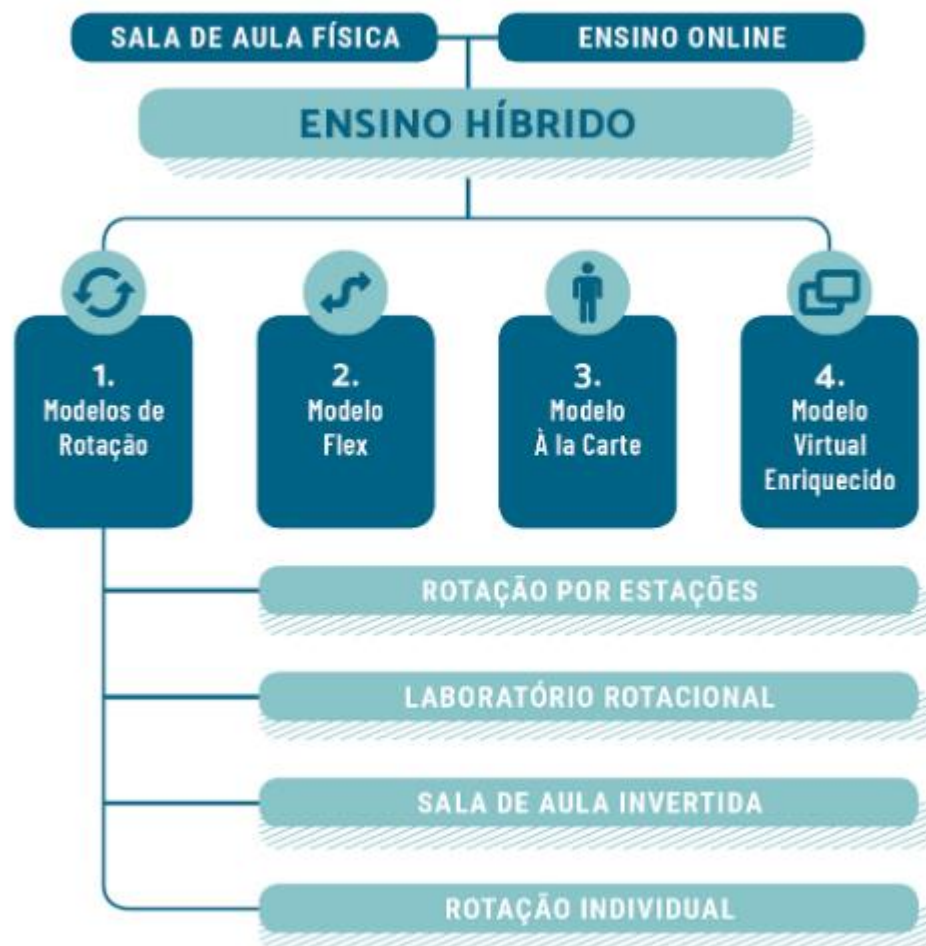 SALA DE AULA FÍSICA
ENSINO ONLINE
ENSINO HÍBRIDO
1.
Modelos de
Rotação
2.
Modelo
Flex
3.
Modelo
À la Carte
4.
Modelo
Virtual
Enriquecido
ROTAÇÃO POR ESTAÇÕES
LABORATÓRIO ROTACIONAL
SALA DE AULA INVERTIDA
ROTAÇÃO INDIVIDUAL